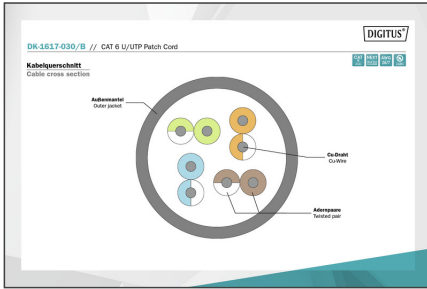 DIGITUS®
DK-1617-030/B // CAT 6 U/UTP Patch Cord
Kabelquerschnitt
Cable cross section
Außenmantel
Outer jacket
Cu-Draht
Cu-Wire
Aderspaare
Twisted pair